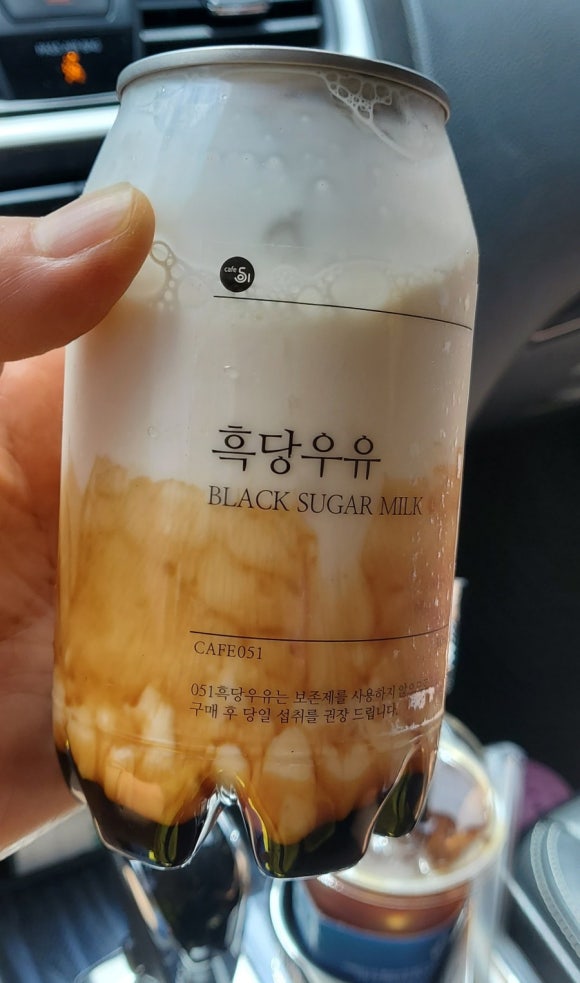 cafe 051
흑당우유
BLACK SUGAR MILK
CAFE051
051흑당우유는 보존제를 사용하지
구매 후 당일 섭취를 권장 드립니다.